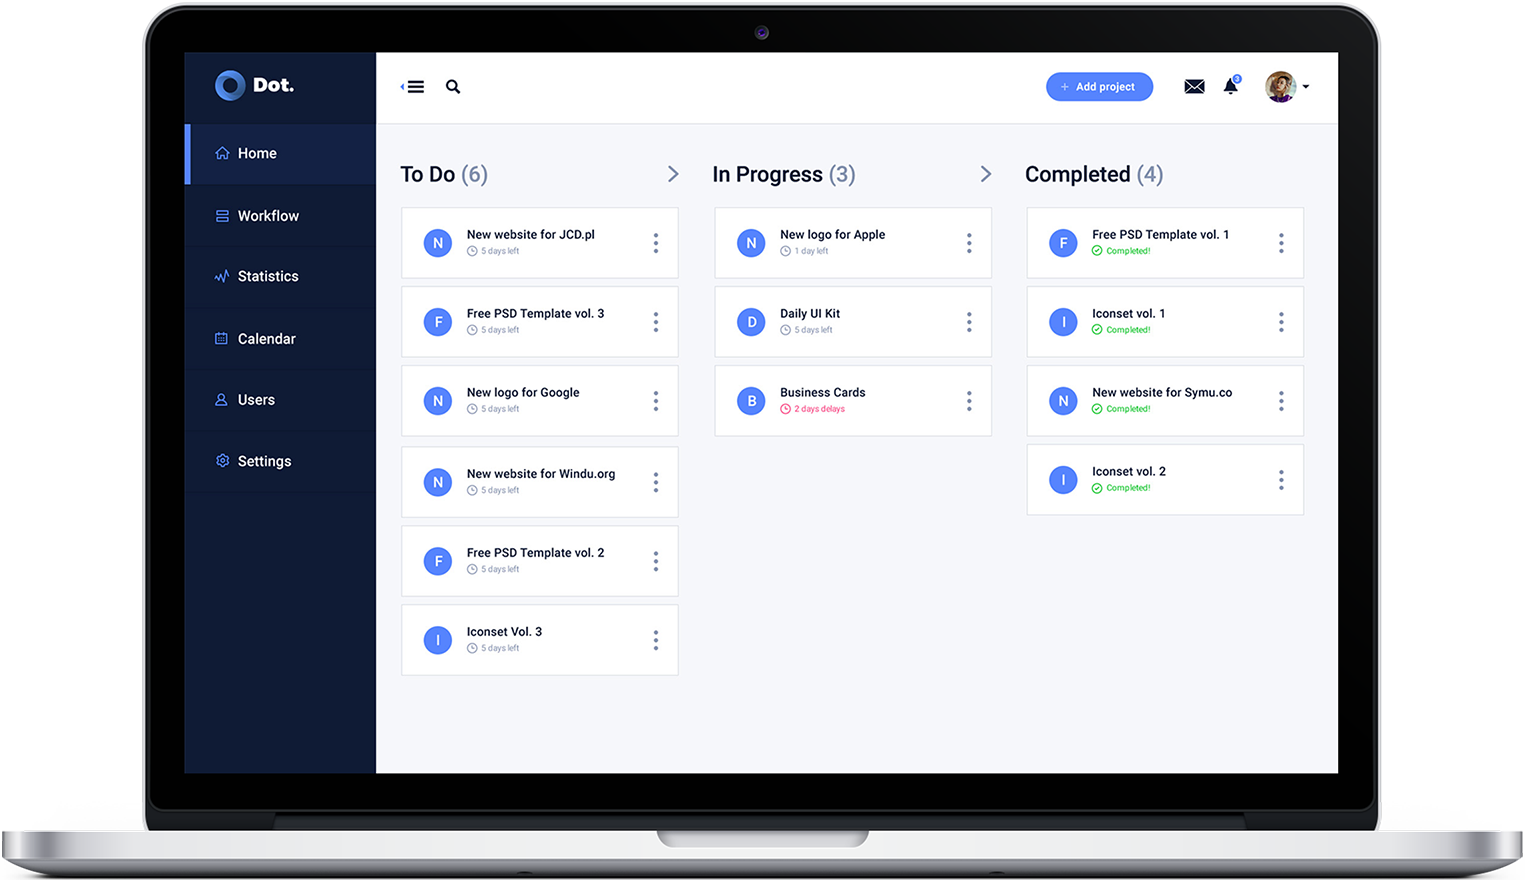 Dot.
Home
Workflow
Statistics
Calendar
Users
Settings
+ Add project
3
To Do (6)
N
New website for JCD.pl
5 days left
F
Free PSD Template vol. 3
5 days left
N
New logo for Google
5 days left
N
New website for Windu.org
5 days left
F
Free PSD Template vol. 2
5 days left
I
Iconset Vol. 3
5 days left
In Progress (3)
N
New logo for Apple
1 day left
D
Daily UI Kit
5 days left
B
Business Cards
2 days delays
Completed (4)
F
Free PSD Template vol. 1
Completed!
I
Iconset vol. 1
Completed!
N
New website for Symu.co
Completed!
I
Iconset vol. 2
Completed!